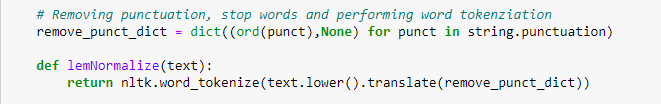 # Removing punctuation, stop words and performing word tokenziation
remove_punct_dict = dict((ord(punct),None) for punct in string.punctuation)
def lemNormalize(text):
return nltk.word_tokenize(text.lower().translate(remove_punct_dict))